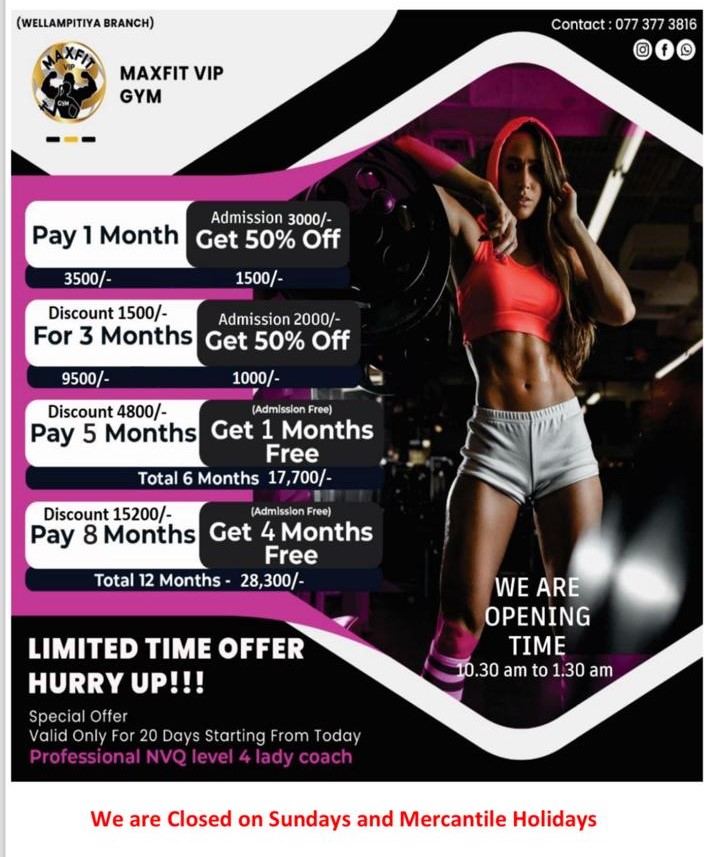 (WELLAMPITIYA BRANCH)
Contact : 077 377 3816
MAXFIT
VIP
GYM
MAXFIT VIP
GYM
Pay 1 Month
Admission 3000/-
Get 50% Off
3500/- 1500/-
Discount 1500/-
For 3 Months
Admission 2000/-
Get 50% Off
9500/- 1000/-
Discount 4800/-
Pay 5 Months
(Admission Free)
Get 1 Months
Free
Total 6 Months 17,700/-
Discount 15200/-
Pay 8 Months
(Admission Free)
Get 4 Months
Free
Total 12 Months - 28,300/-
WE ARE
OPENING
TIME
10.30 am to 1.30 am
LIMITED TIME OFFER
HURRY UP!!!
Special Offer
Valid Only For 20 Days Starting From Today
Professional NVQ level 4 lady coach
We are Closed on Sundays and Mercantile Holidays